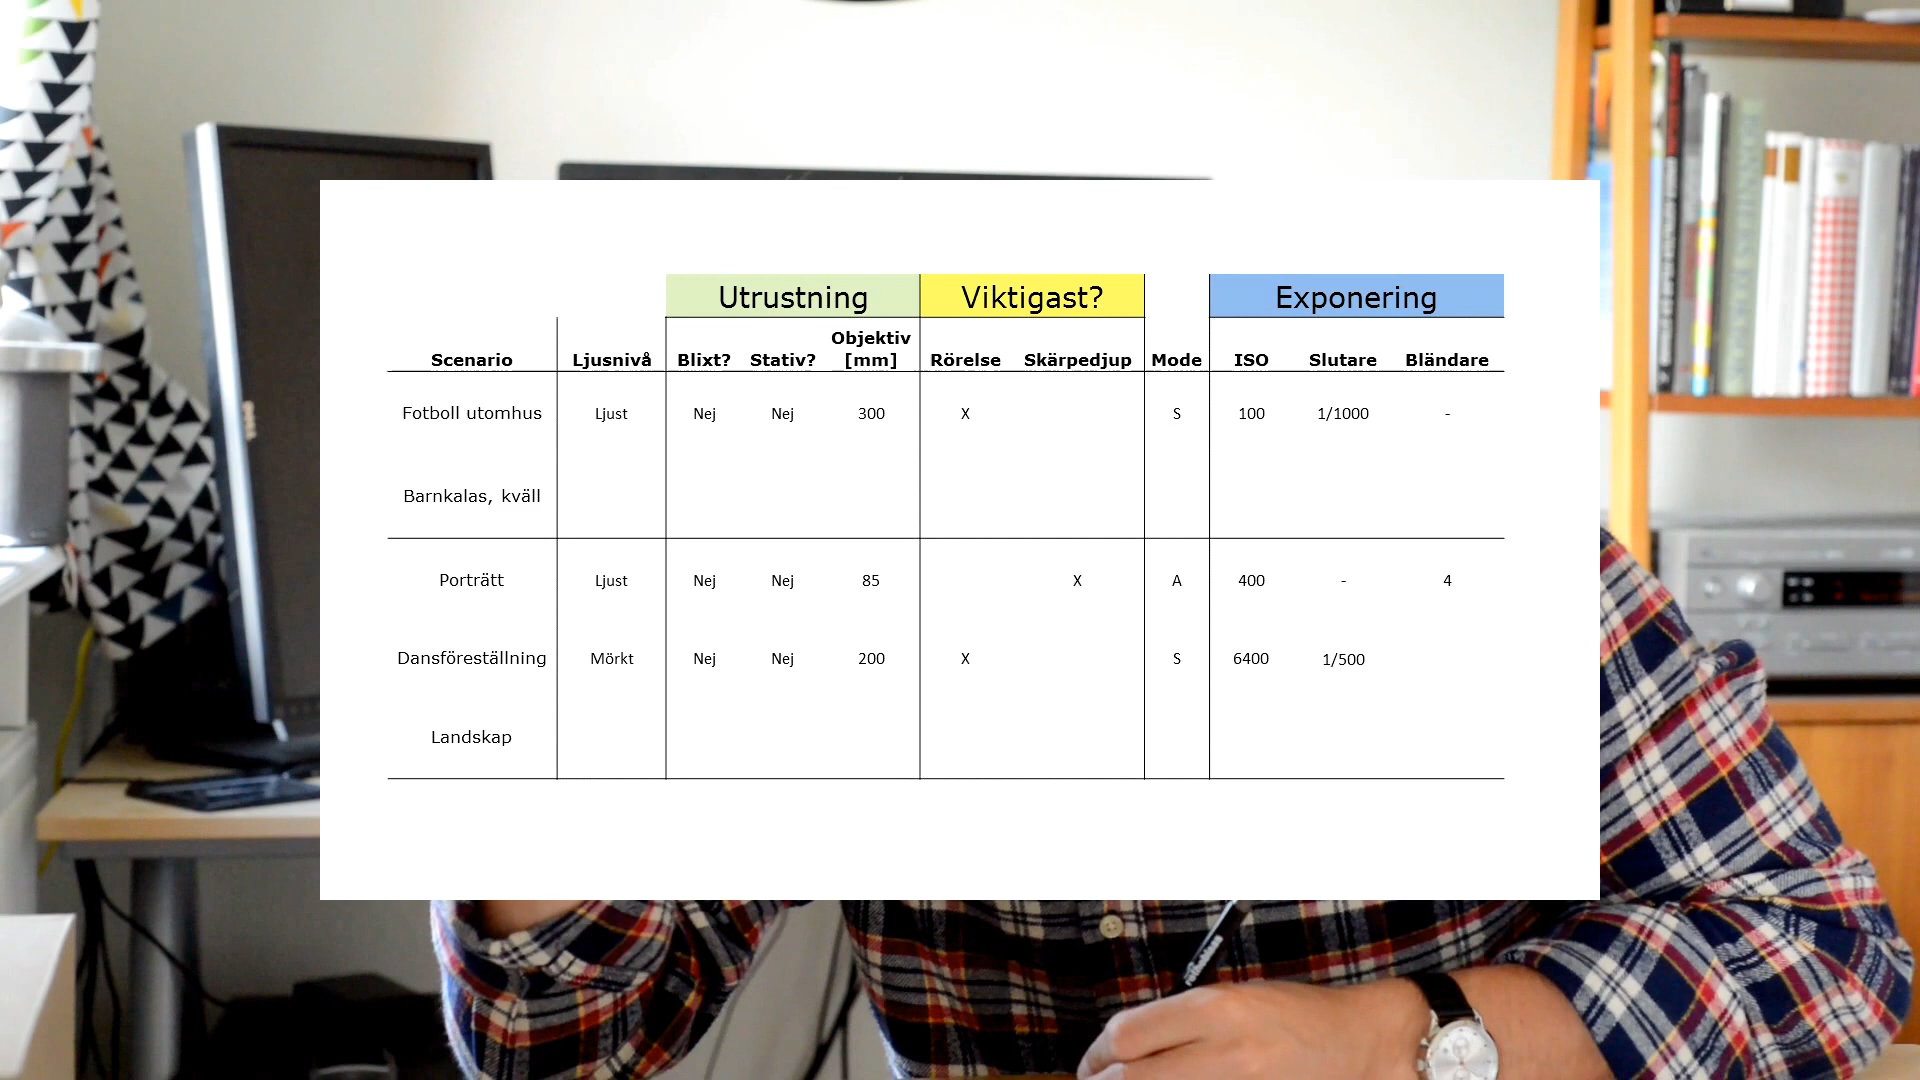 Utrustning Viktigast? Exponering
Scenario Ljusnivå Blixt? Stativ? Objektiv [mm] Rörelse Skärpedjup Mode ISO Slutare Bländare
Fotboll utomhus Ljust Nej Nej 300 X S 100 1/1000 -
Barnkalas, kväll
Porträtt Ljust Nej Nej 85 X A 400 - 4
Dansföreställning Mörkt Nej Nej 200 X S 6400 1/500
Landskap